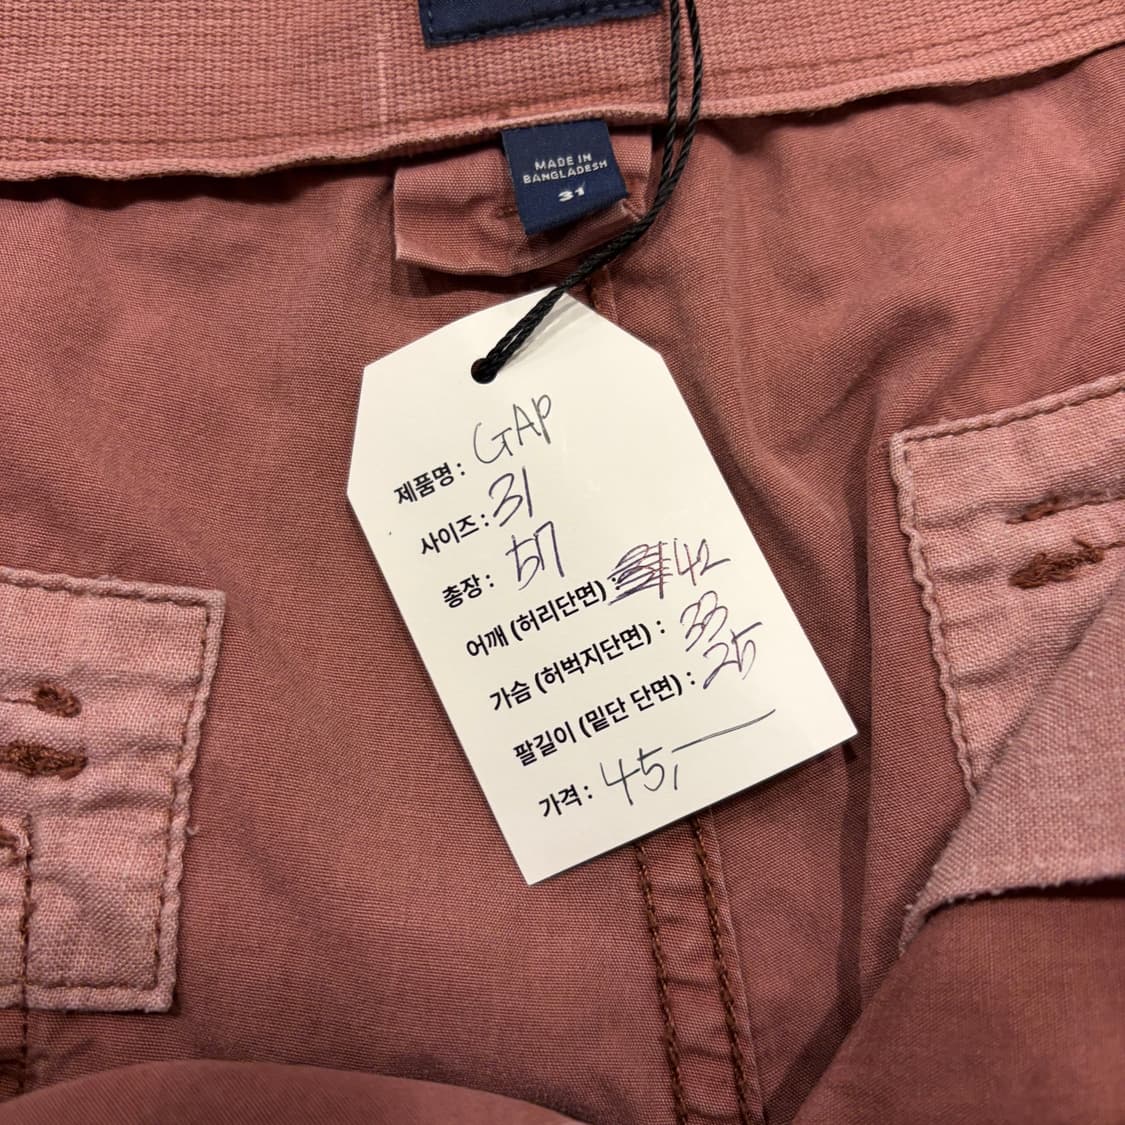 MADE IN
BANGLADESH
31
제품명 : GAP
사이즈 : 31
총장 : 57
어깨 (허리단면) : 42
가슴 (허벅지단면) : 33
팔길이 (밑단 단면) : 25
가격 : 45,—